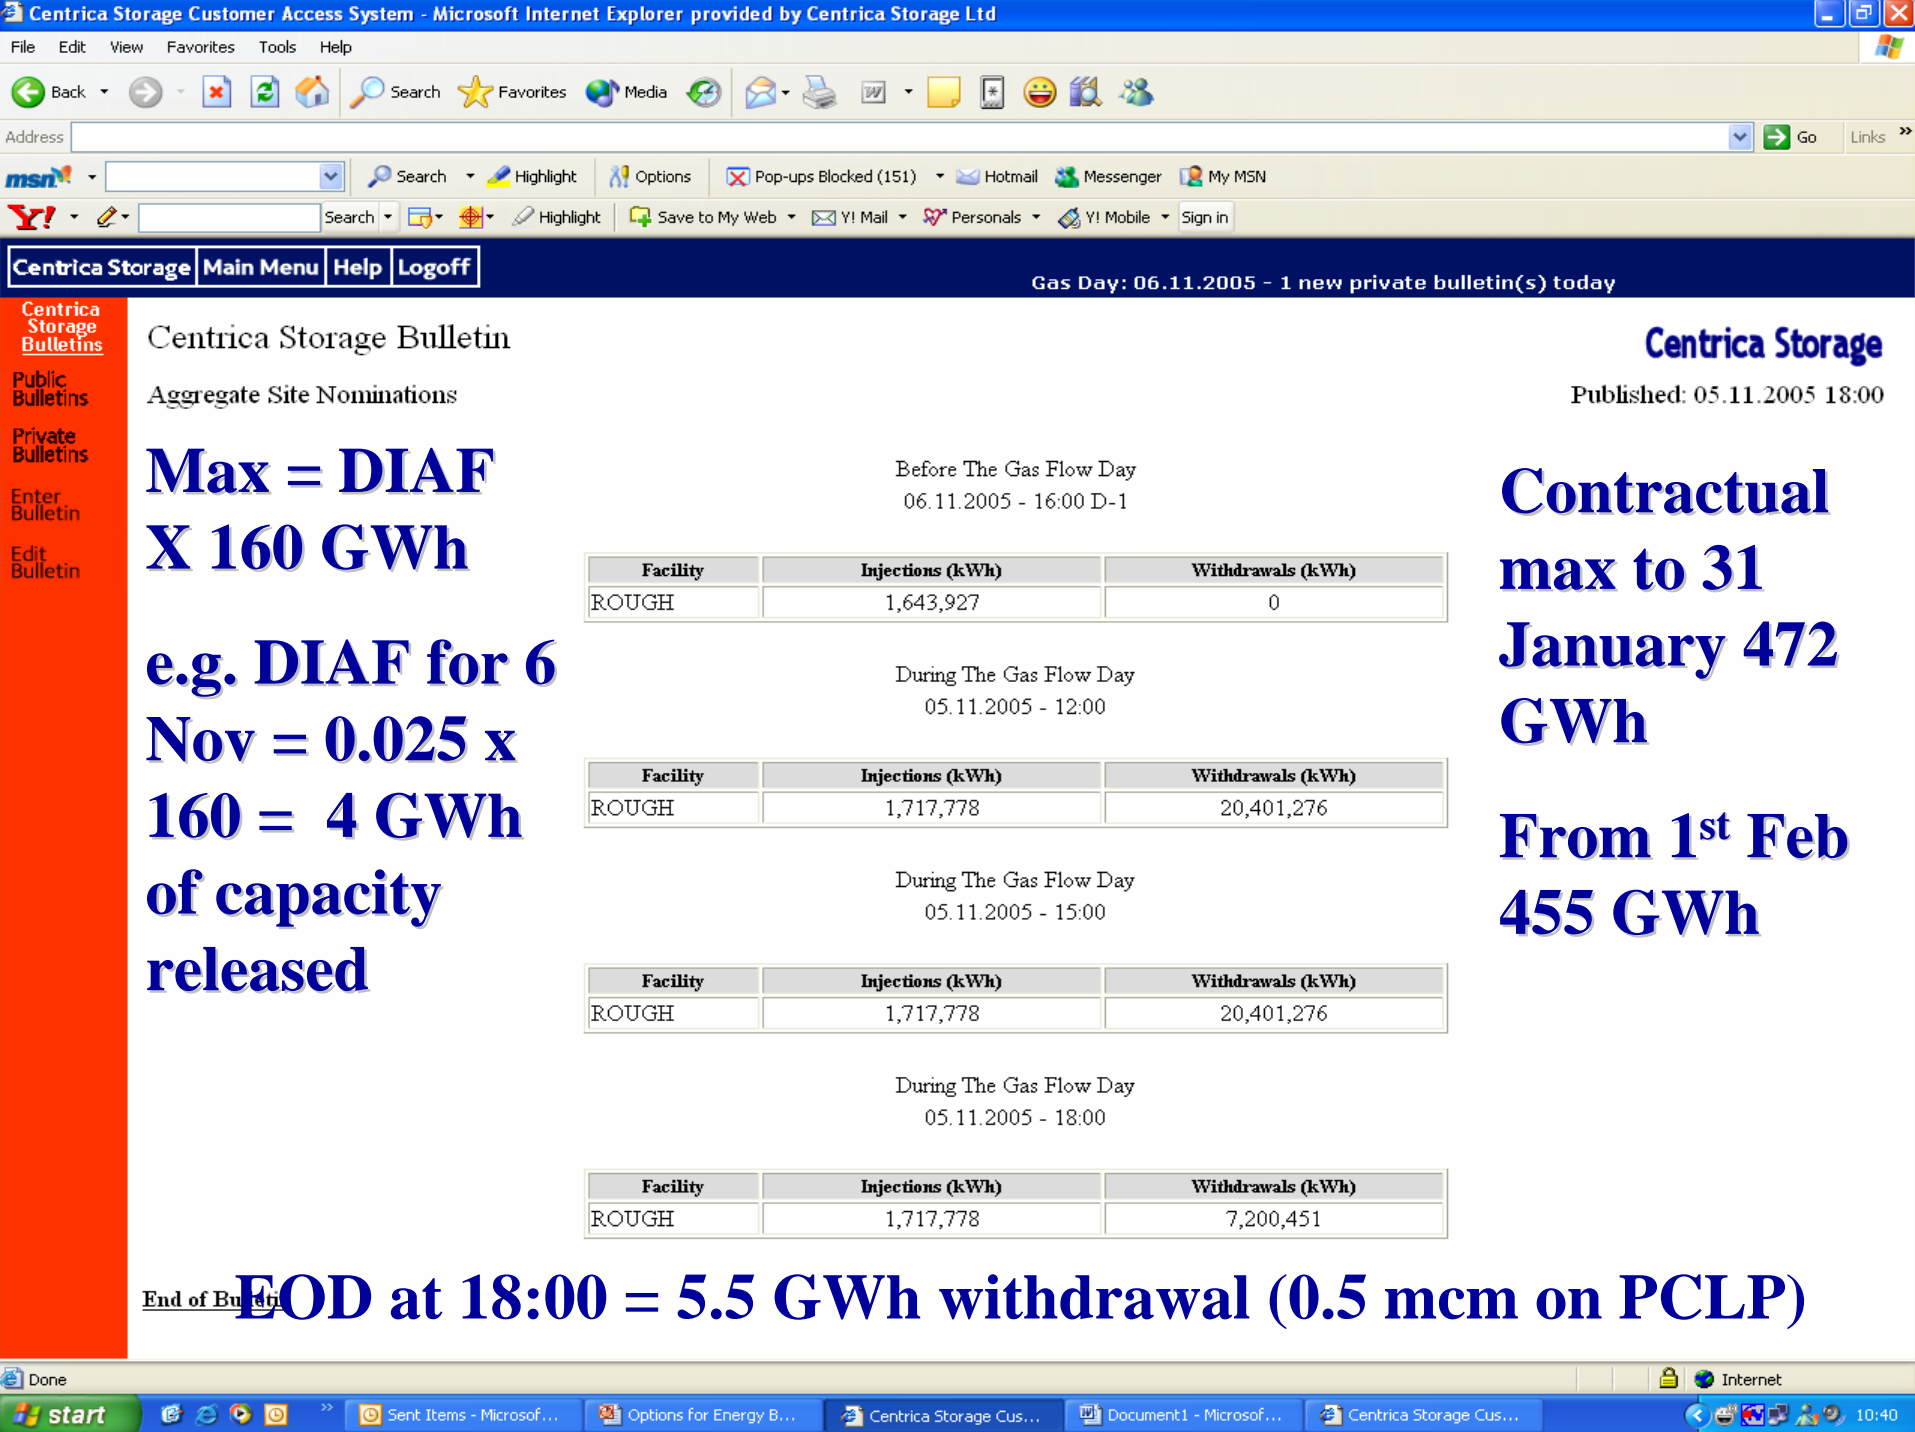 Centrica Storage Customer Access System - Microsoft Internet Explorer provided by Centrica Storage Ltd
File Edit View Favorites Tools Help
Back Search Favorites Media
Address Go Links »
msn Search Highlight Options Pop-ups Blocked (151) Hotmail Messenger My MSN
Y! Search Highlight Save to My Web Y! Mail Personals Y! Mobile Sign in
Centrica Storage Main Menu Help Logoff
Gas Day: 06.11.2005 - 1 new private bulletin(s) today
Centrica
Storage
Bulletins
Public
Bulletins
Private
Bulletins
Enter
Bulletin
Edit
Bulletin
Centrica Storage Bulletin
Centrica Storage
Aggregate Site Nominations
Published: 05.11.2005 18:00
Max = DIAF
X 160 GWh
e.g. DIAF for 6
Nov = 0.025 x
160 = 4 GWh
of capacity
released
Before The Gas Flow Day
06.11.2005 - 16:00 D-1
Facility Injections (kWh) Withdrawals (kWh)
ROUGH 1,643,927 0
During The Gas Flow Day
05.11.2005 - 12:00
Facility Injections (kWh) Withdrawals (kWh)
ROUGH 1,717,778 20,401,276
During The Gas Flow Day
05.11.2005 - 15:00
Facility Injections (kWh) Withdrawals (kWh)
ROUGH 1,717,778 20,401,276
During The Gas Flow Day
05.11.2005 - 18:00
Facility Injections (kWh) Withdrawals (kWh)
ROUGH 1,717,778 7,200,451
Contractual
max to 31
January 472
GWh
From 1st Feb
455 GWh
End of Bulletin
EOD at 18:00 = 5.5 GWh withdrawal (0.5 mcm on PCLP)
Done Internet
start » Sent Items - Microsof... Options for Energy B... Centrica Storage Cus... Document1 - Microsof... Centrica Storage Cus... 10:40